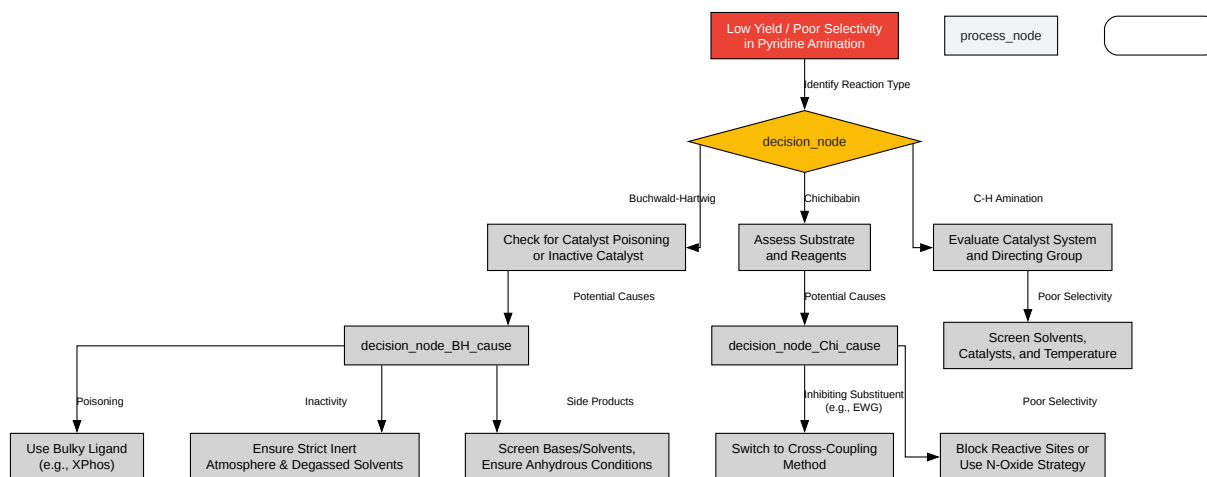 Low Yield / Poor Selectivity
in Pyridine Amination
process_node
Identify Reaction Type
decision_node
Buchwald-Hartwig
Chichibabin
C-H Amination
Check for Catalyst Poisoning
or Inactive Catalyst
Assess Substrate
and Reagents
Evaluate Catalyst System
and Directing Group
Potential Causes
Potential Causes
Poor Selectivity
decision_node_BH_cause
decision_node_Chi_cause
Screen Solvents,
Catalysts, and Temperature
Poisoning
Inactivity
Side Products
Inhibiting Substituent
(e.g., EWG)
Poor Selectivity
Use Bulky Ligand
(e.g., XPhos)
Ensure Strict Inert
Atmosphere & Degassed Solvents
Screen Bases/Solvents,
Ensure Anhydrous Conditions
Switch to Cross-Coupling
Method
Block Reactive Sites or
Use N-Oxide Strategy